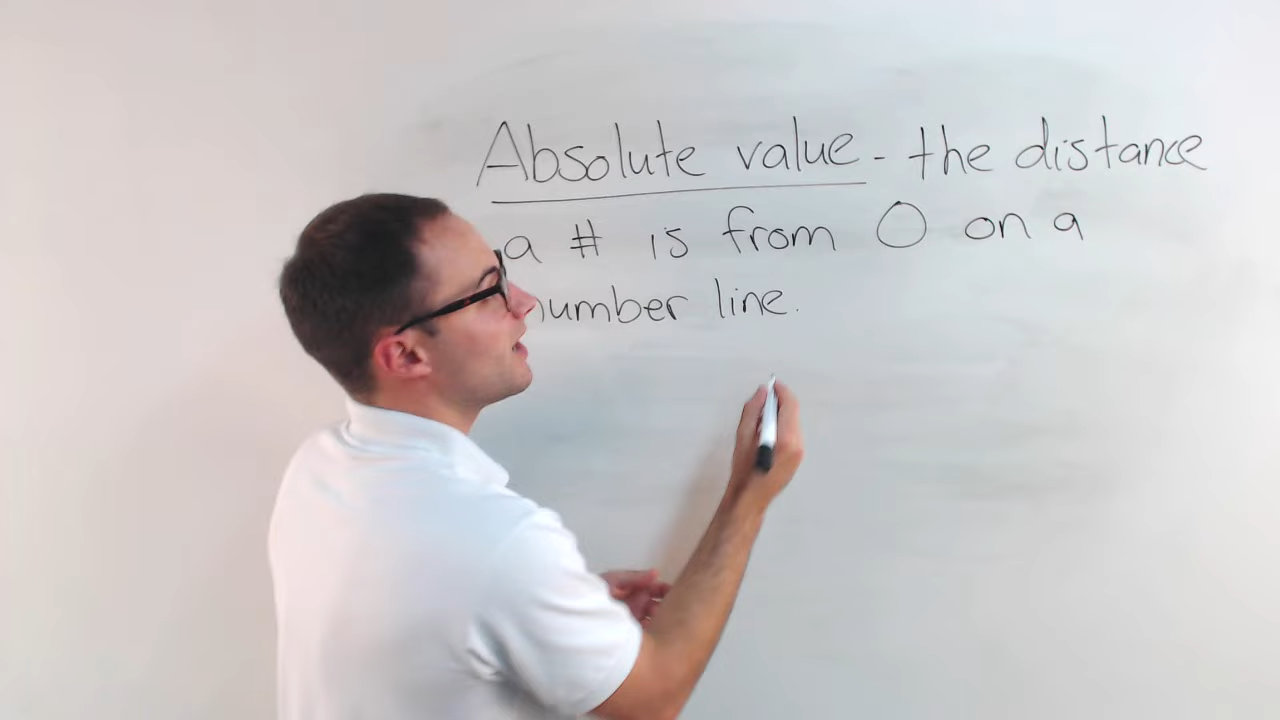 Absolute value - the distance
a # is from 0 on a
number line.